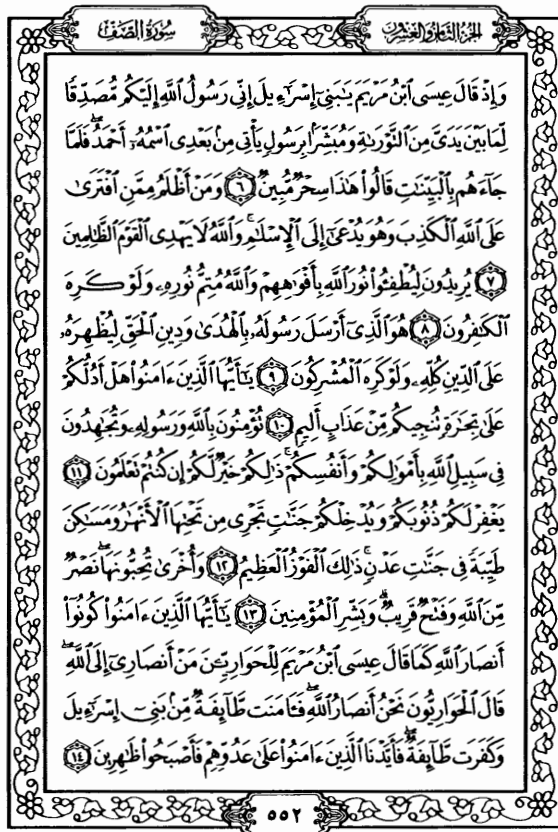 سُورَةُ الصَّفِّ
الجُزْءُ الثَّامِنُ وَالعِشْرُونَ
وَإِذْ قَالَ عِيسَى ٱبْنُ مَرْيَمَ يَـٰبَنِىٓ إِسْرَٰٓءِيلَ إِنِّى رَسُولُ ٱللَّهِ إِلَيْكُم مُّصَدِّقًا
لِّمَا بَيْنَ يَدَىَّ مِنَ ٱلتَّوْرَىٰةِ وَمُبَشِّرًۢا بِرَسُولٍ يَأْتِى مِنۢ بَعْدِى ٱسْمُهُۥٓ أَحْمَدُ ۖ فَلَمَّا
جَآءَهُم بِٱلْبَيِّنَـٰتِ قَالُوا۟ هَـٰذَا سِحْرٌ مُّبِينٌ ٦ وَمَنْ أَظْلَمُ مِمَّنِ ٱفْتَرَىٰ
عَلَى ٱللَّهِ ٱلْكَذِبَ وَهُوَ يُدْعَىٰٓ إِلَى ٱلْإِسْلَـٰمِ ۚ وَٱللَّهُ لَا يَهْدِى ٱلْقَوْمَ ٱلظَّـٰلِمِينَ
٧ يُرِيدُونَ لِيُطْفِـُٔوا۟ نُورَ ٱللَّهِ بِأَفْوَٰهِهِمْ وَٱللَّهُ مُتِمُّ نُورِهِۦ وَلَوْ كَرِهَ
ٱلْكَـٰفِرُونَ ٨ هُوَ ٱلَّذِىٓ أَرْسَلَ رَسُولَهُۥ بِٱلْهُدَىٰ وَدِينِ ٱلْحَقِّ لِيُظْهِرَهُۥ
عَلَى ٱلدِّينِ كُلِّهِۦ وَلَوْ كَرِهَ ٱلْمُشْرِكُونَ ٩ يَـٰٓأَيُّهَا ٱلَّذِينَ ءَامَنُوا۟ هَلْ أَدُلُّكُمْ
عَلَىٰ تِجَـٰرَةٍ تُنجِيكُم مِّنْ عَذَابٍ أَلِيمٍ ١٠ تُؤْمِنُونَ بِٱللَّهِ وَرَسُولِهِۦ وَتُجَـٰهِدُونَ
فِى سَبِيلِ ٱللَّهِ بِأَمْوَٰلِكُمْ وَأَنفُسِكُمْ ۚ ذَٰلِكُمْ خَيْرٌ لَّكُمْ إِن كُنتُمْ تَعْلَمُونَ ١١
يَغْفِرْ لَكُمْ ذُنُوبَكُمْ وَيُدْخِلْكُمْ جَنَّـٰتٍ تَجْرِى مِن تَحْتِهَا ٱلْأَنْهَـٰرُ وَمَسَـٰكِنَ
طَيِّبَةً فِى جَنَّـٰتِ عَدْنٍ ۚ ذَٰلِكَ ٱلْفَوْزُ ٱلْعَظِيمُ ١٢ وَأُخْرَىٰ تُحِبُّونَهَا ۖ نَصْرٌ
مِّنَ ٱللَّهِ وَفَتْحٌ قَرِيبٌ ۗ وَبَشِّرِ ٱلْمُؤْمِنِينَ ١٣ يَـٰٓأَيُّهَا ٱلَّذِينَ ءَامَنُوا۟ كُونُوٓا۟
أَنصَارَ ٱللَّهِ كَمَا قَالَ عِيسَى ٱبْنُ مَرْيَمَ لِلْحَوَارِيِّـۧنَ مَنْ أَنصَارِىٓ إِلَى ٱللَّهِ ۖ
قَالَ ٱلْحَوَارِيُّونَ نَحْنُ أَنصَارُ ٱللَّهِ ۖ فَـَٔامَنَت طَّآئِفَةٌ مِّنۢ بَنِىٓ إِسْرَٰٓءِيلَ
وَكَفَرَت طَّآئِفَةٌ ۖ فَأَيَّدْنَا ٱلَّذِينَ ءَامَنُوا۟ عَلَىٰ عَدُوِّهِمْ فَأَصْبَحُوا۟ ظَـٰهِرِينَ ١٤
٥٥٢